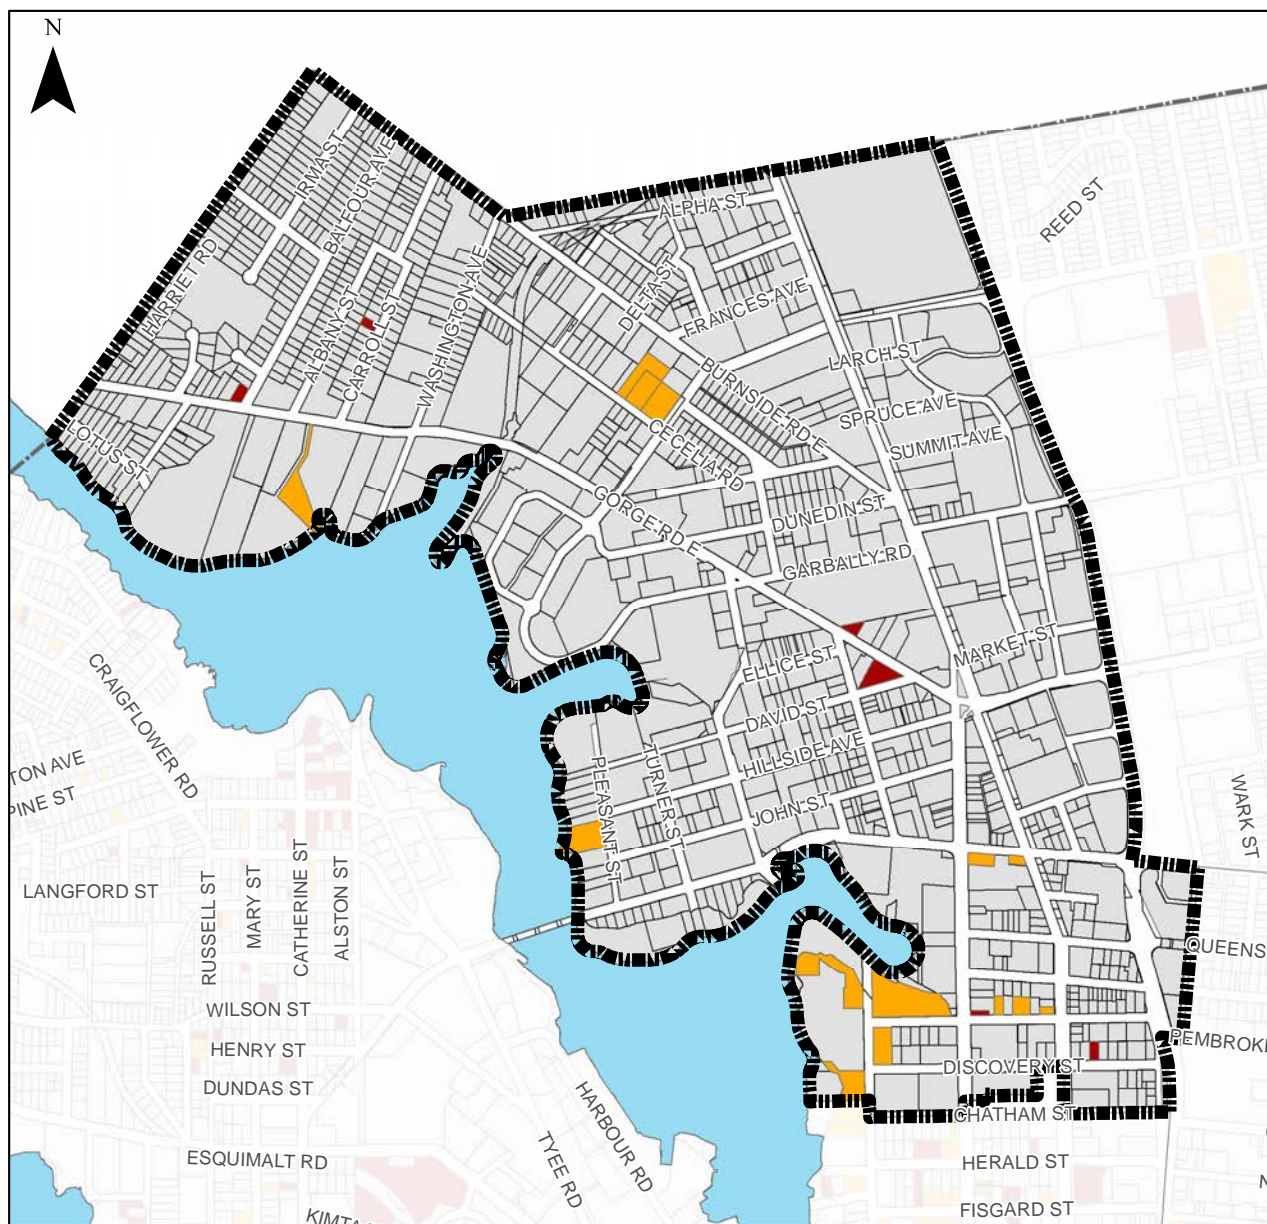 N
REED ST
ALPHA ST
IRMA ST
BALFOUR AVE
HARRIET RD
WASHINGTON AVE
DELTA ST
FRANCES AVE
ALBANY ST
CARROLL ST
LARCH ST
BURNSIDE RD E
SPRUCE AVE
SUMMIT AVE
LOTUS ST
CECELIA RD
GORGE RD E
DUNEDIN ST
GARBALLY RD
MARKET ST
ELLICE ST
CRAIGFLOWER RD
DAVID ST
HILLSIDE AVE
TURNER ST
PLEASANT ST
JOHN ST
TON AVE
PINE ST
WARK ST
LANGFORD ST
RUSSELL ST
MARY ST
CATHERINE ST
ALSTON ST
QUEENS
WILSON ST
HENRY ST
PEMBROKE
DISCOVERY ST
DUNDAS ST
CHATHAM ST
HARBOUR RD
TYEE RD
ESQUIMALT RD
HERALD ST
FISGARD ST